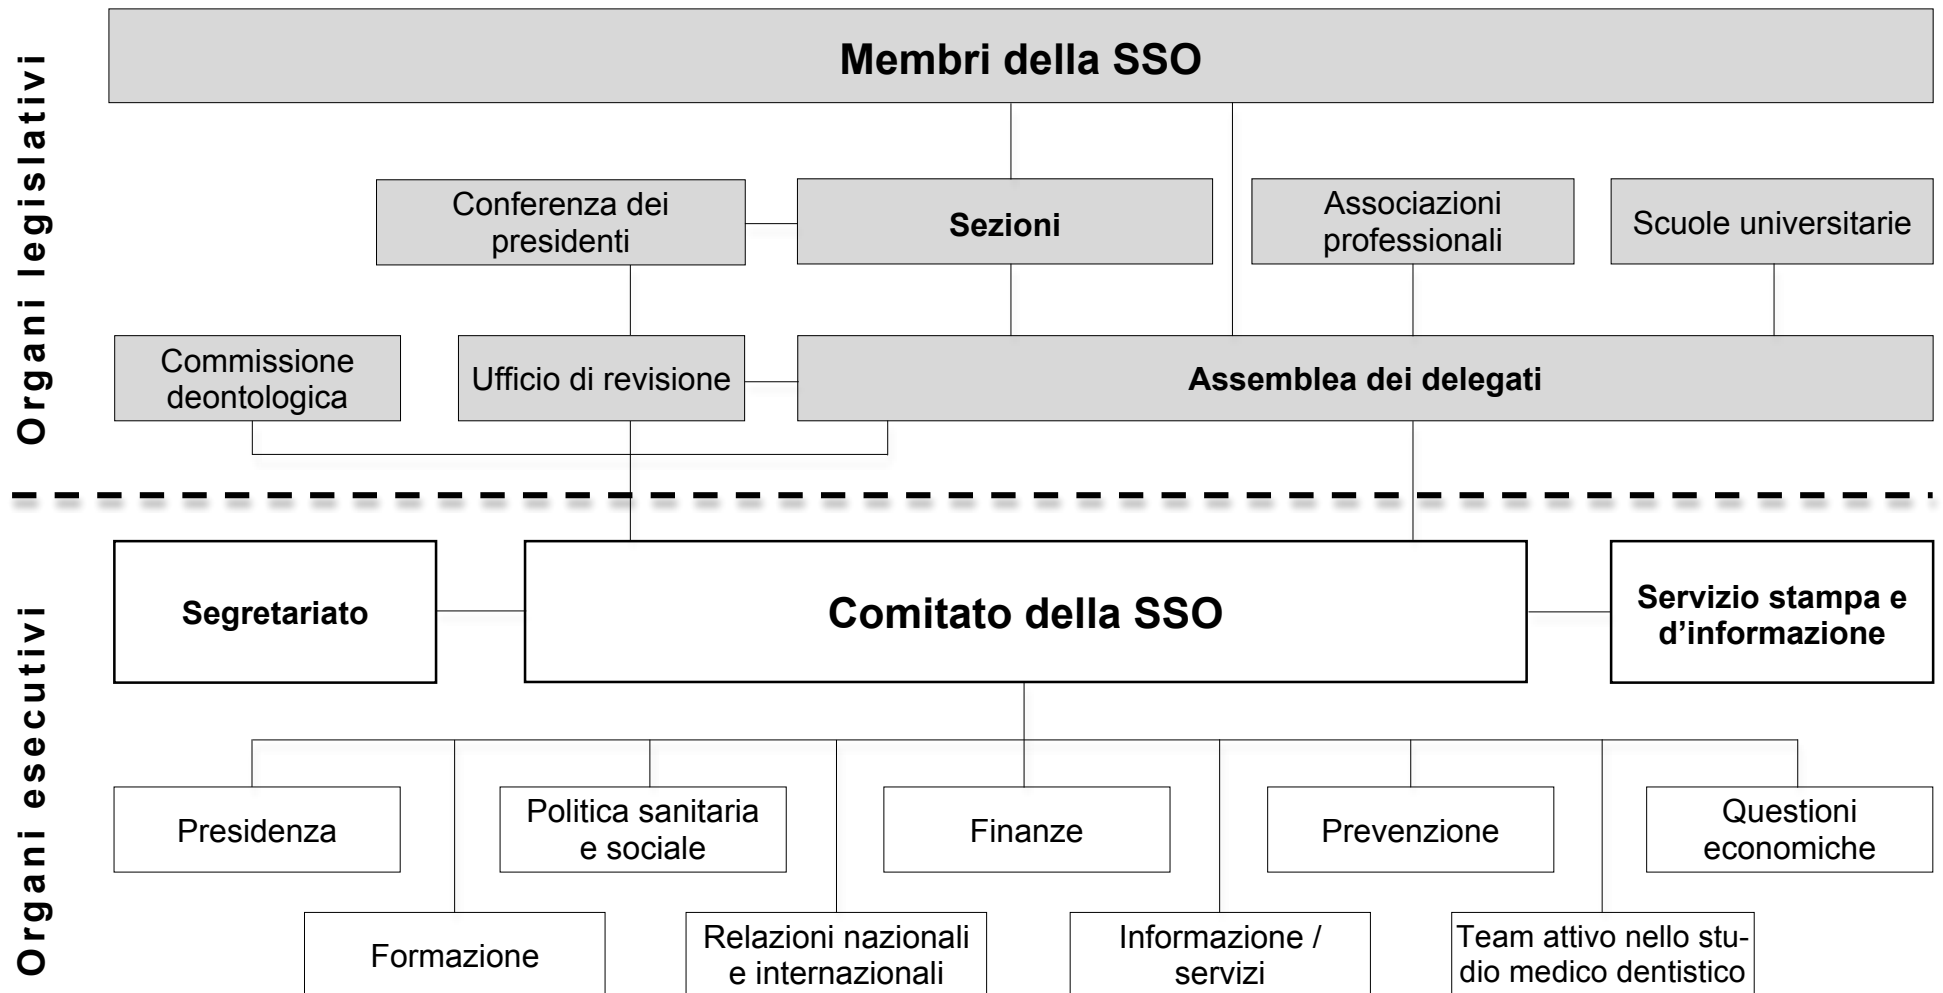 Organi legislativi
Membri della SSO
Conferenza dei
presidenti
Sezioni
Associazioni
professionali
Scuole universitarie
Commissione
deontologica
Ufficio di revisione
Assemblea dei delegati
Organi esecutivi
Segretariato
Comitato della SSO
Servizio stampa e
d’informazione
Presidenza
Politica sanitaria
e sociale
Finanze
Prevenzione
Questioni
economiche
Formazione
Relazioni nazionali
e internazionali
Informazione /
servizi
Team attivo nello stu-
dio medico dentistico